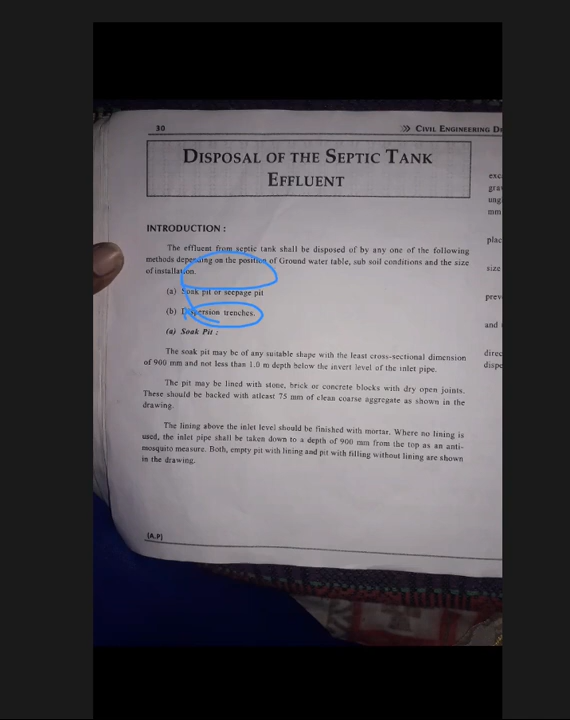 30
>> CIVIL ENGINEERING
DISPOSAL OF THE SEPTIC TANK
EFFLUENT
INTRODUCTION :
The effluent from septic tank shall be disposed of by any one of the following
methods depending on the position of Ground water table, sub soil conditions and the size
of installation.
(a) Soak pit or seepage pit
(b) Dispersion trenches.
(a) Soak Pit :
The soak pit may be of any suitable shape with the least cross-sectional dimension
of 900 mm and not less than 1.0 m depth below the invert level of the inlet pipe.
The pit may be lined with stone, brick or concrete blocks with dry open joints.
These should be backed with atleast 75 mm of clean coarse aggregate as shown in the
drawing.
The lining above the inlet level should be finished with mortar. Where no lining is
used, the inlet pipe shall be taken down to a depth of 900 mm from the top as an anti-
mosquito measure. Both, empty pit with lining and pit with filling without lining are shown
in the drawing.
(A.P)
mm
plac
size
prev
and
direc
dispe